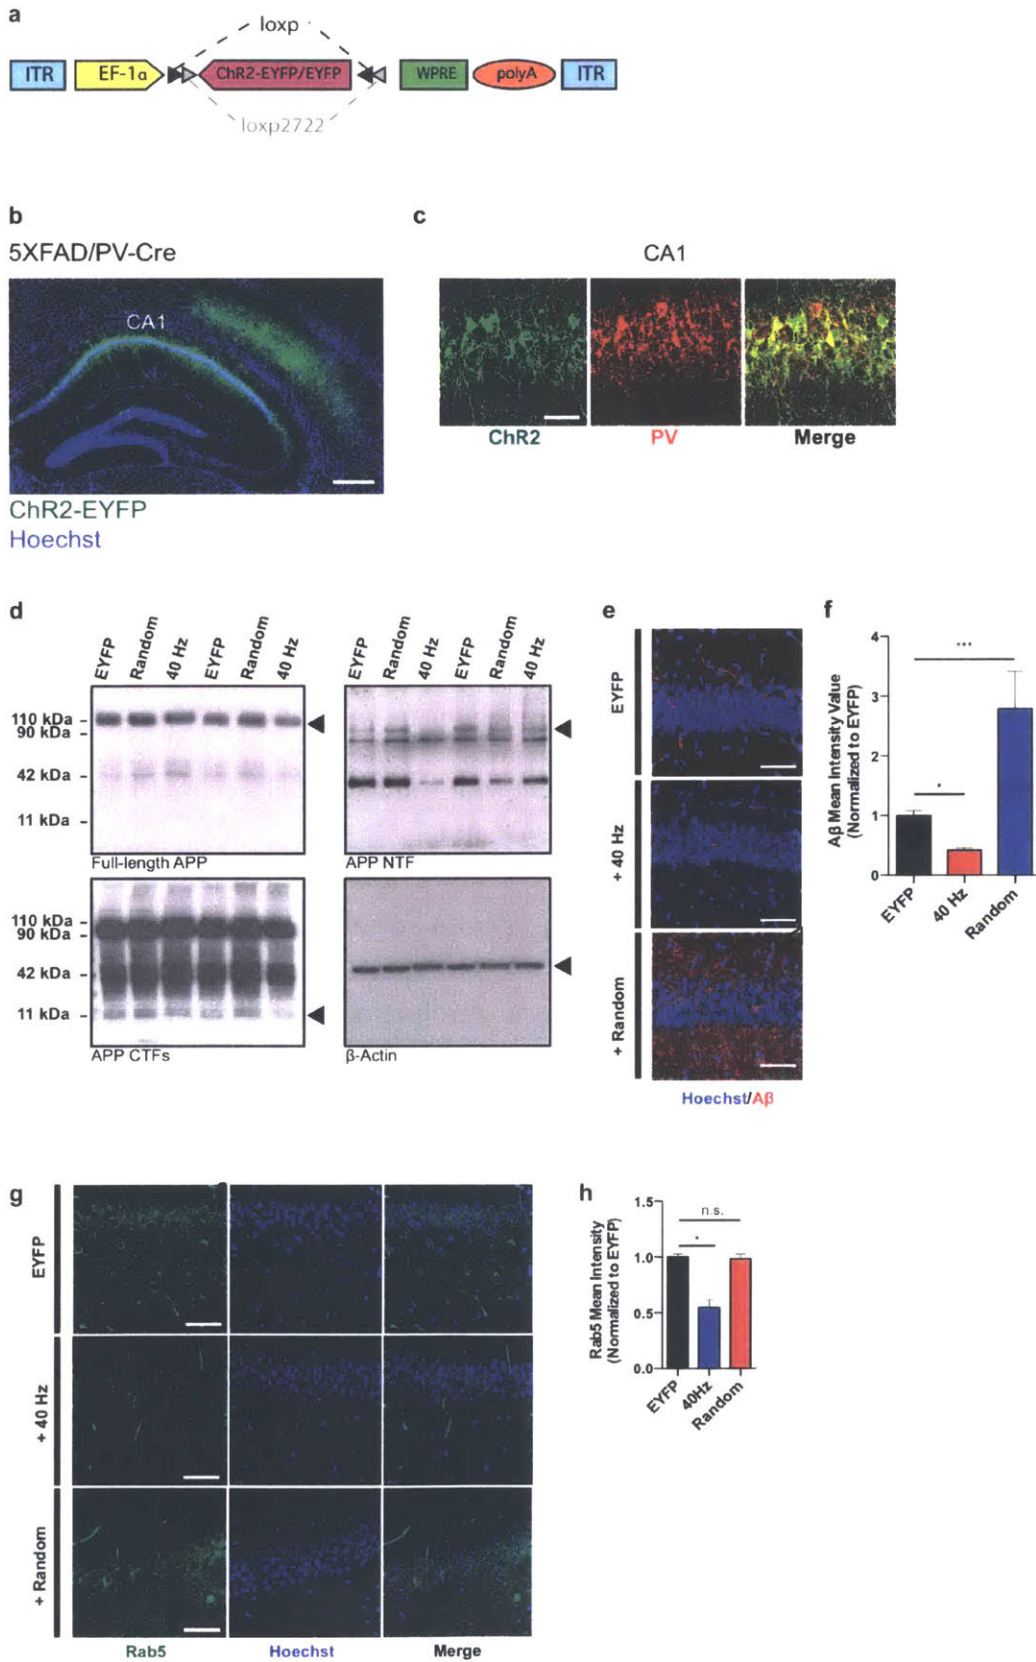 a
loxp
ITR
EF-1α
ChR2-EYFP/EYFP
WPRE
polyA
ITR
loxp2722
b
5XFAD/PV-Cre
CA1
ChR2-EYFP
Hoechst
c
CA1
ChR2
PV
Merge
d
EYFP
Random
40 Hz
EYFP
Random
40 Hz
110 kDa
90 kDa
42 kDa
11 kDa
Full-length APP
EYFP
Random
40 Hz
EYFP
Random
40 Hz
APP NTF
110 kDa
90 kDa
42 kDa
11 kDa
APP CTFs
β-Actin
e
EYFP
+ 40 Hz
+ Random
Hoechst/Aβ
f
Aβ Mean Intensity Value
(Normalized to EYFP)
4
3
2
1
0
***
*
EYFP
40 Hz
Random
g
EYFP
+ 40 Hz
+ Random
Rab5
Hoechst
Merge
h
Rab5 Mean Intensity
(Normalized to EYFP)
1.5
1.0
0.5
0.0
n.s.
*
EYFP
40Hz
Random